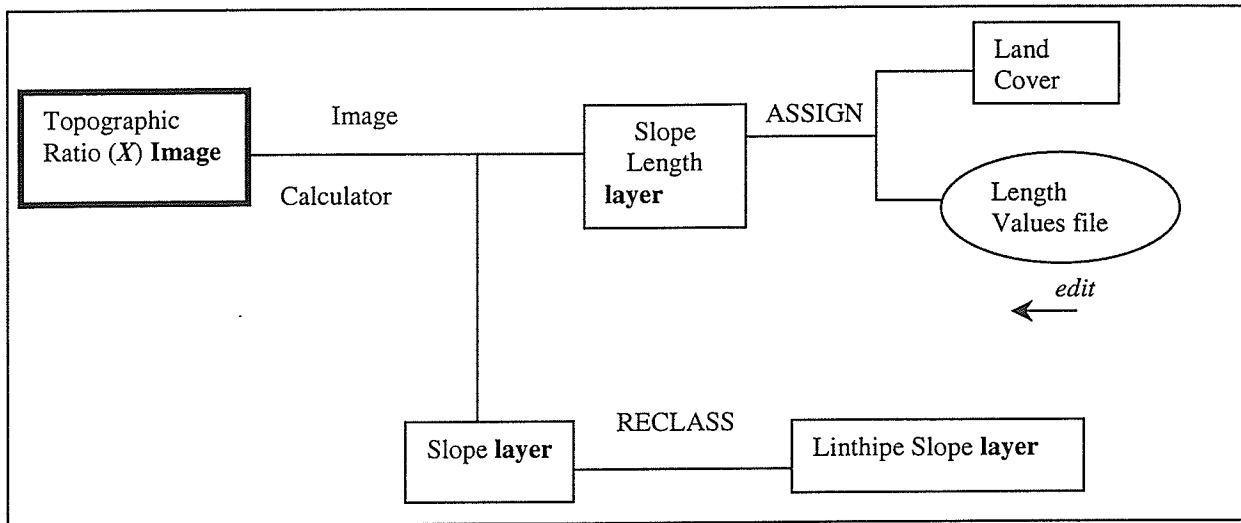 Topographic
Ratio (X) Image
Image
Calculator
Slope
Length
layer
ASSIGN
Land
Cover
Length
Values file
edit
Slope layer
RECLASS
Linthipe Slope layer